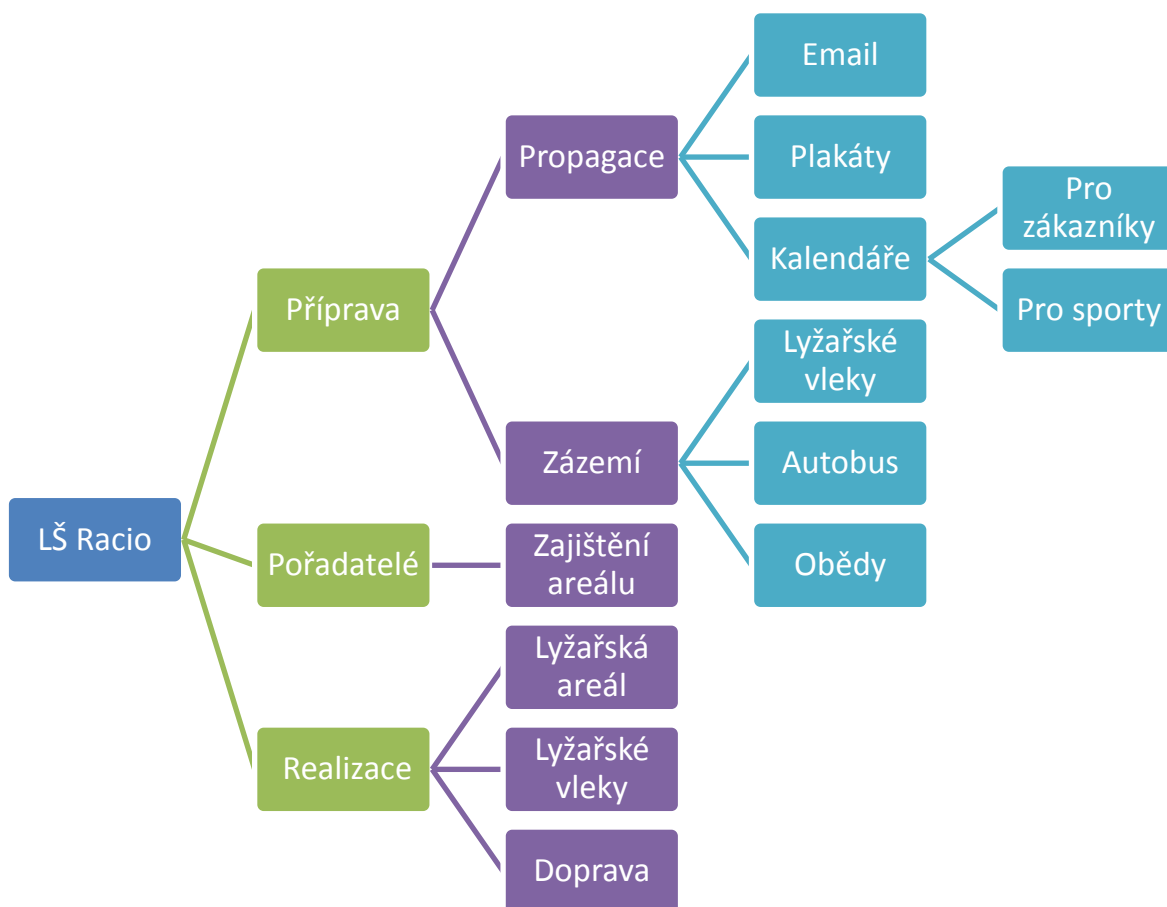 Email
Propagace
Plakáty
Pro
zákazníky
Kalendáře
Příprava
Pro sporty
Lyžařské
vleky
Zázemí
Autobus
LŠ Racio
Pořadatelé
Zajištění
areálu
Obědy
Lyžařská
areál
Realizace
Lyžařské
vleky
Doprava